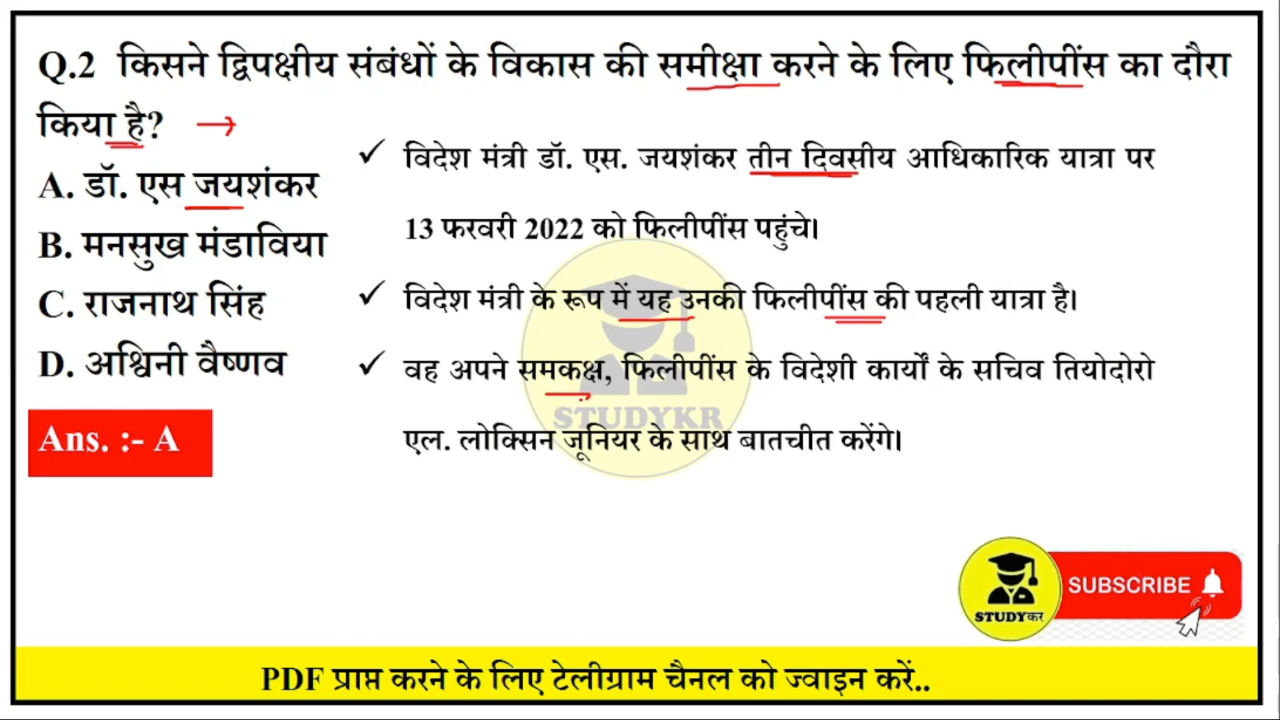 Q.2 किसने द्विपक्षीय संबंधों के विकास की समीक्षा करने के लिए फिलीपींस का दौरा
किया है?
A. डॉ. एस जयशंकर
B. मनसुख मंडाविया
C. राजनाथ सिंह
D. अश्विनी वैष्णव
Ans. :- A
✓ विदेश मंत्री डॉ. एस. जयशंकर तीन दिवसीय आधिकारिक यात्रा पर
13 फरवरी 2022 को फिलीपींस पहुंचे।
✓ विदेश मंत्री के रूप में यह उनकी फिलीपींस की पहली यात्रा है।
✓ वह अपने समकक्ष, फिलीपींस के विदेशी कार्यों के सचिव तियोदोरो
एल. लोक्सिन जूनियर के साथ बातचीत करेंगे।
STUDYKR
STUDYकर
SUBSCRIBE
PDF प्राप्त करने के लिए टेलीग्राम चैनल को ज्वाइन करें..